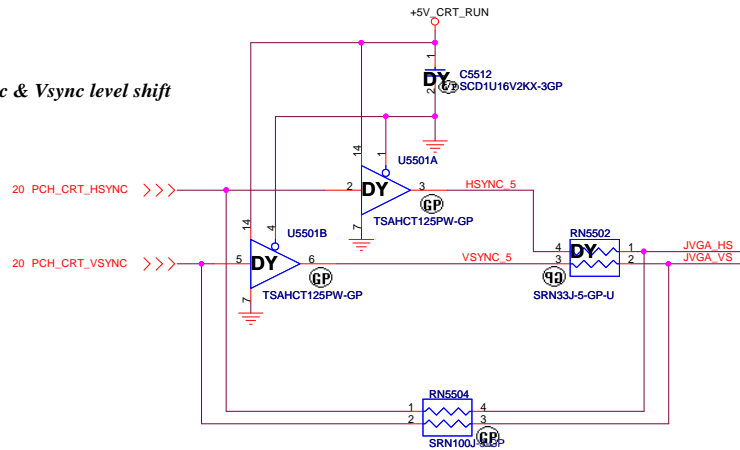 +5V_CRT_RUN
c & Vsync level shift
1
DY
2
C5512
SCD1U16V2KX-3GP
14
1
U5501A
20 PCH_CRT_HSYNC
2
DY
3
HSYNC_5
GP
TSAHCT125PW-GP
7
14
4
U5501B
RN5502
4
DY
1
JVGA_HS
20 PCH_CRT_VSYNC
5
DY
6
VSYNC_5
3
2
JVGA_VS
GP
GP
TSAHCT125PW-GP
SRN33J-5-GP-U
7
RN5504
1
4
2
3
GP